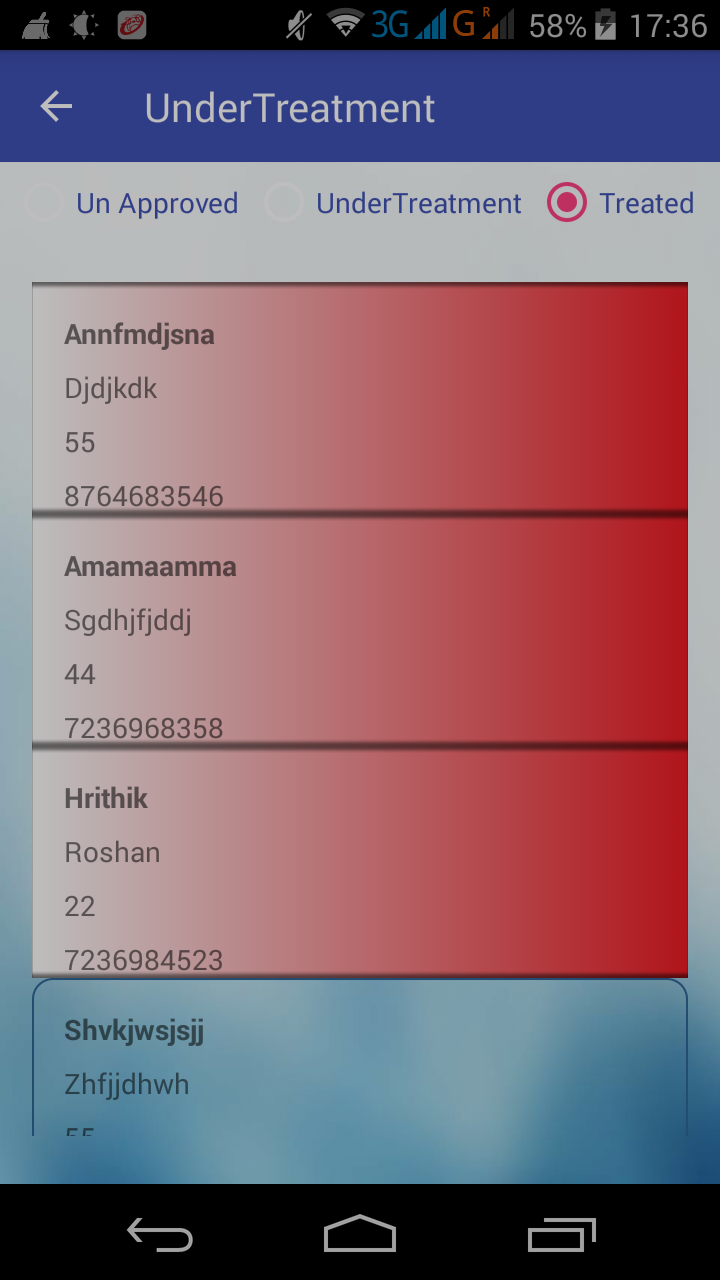 3G G R 58% 17:36
UnderTreatment
Un Approved UnderTreatment Treated
Annfmdjsna
Djdjkdk
55
8764683546
Amamaamma
Sgdhjfjddj
44
7236968358
Hrithik
Roshan
22
7236984523
Shvkjwsjsjj
Zhfjjdhwh
55